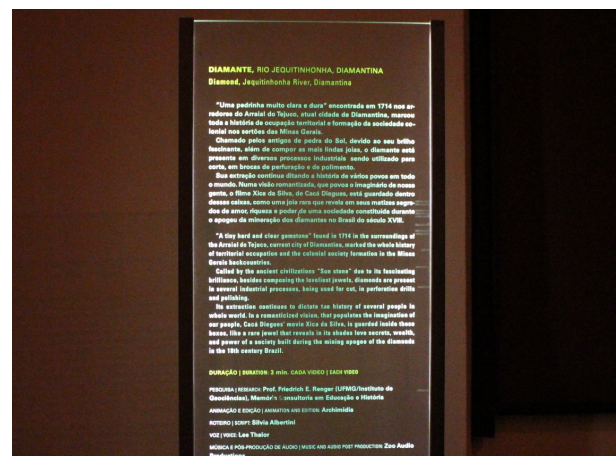 DIAMANTE, RIO JEQUITINHONHA, DIAMANTINA
Diamond, Jequitinhonha River, Diamantina
"Uma pedrinha muito clara e dura" encontrada em 1714 nos ar-
redores do Arraial do Tejuco, atual cidade de Diamantina, marcou
toda a história de ocupação territorial e formação da sociedade co-
lonial nos sertões das Minas Gerais.
Chamado pelos antigos de pedra do Sol, devido ao seu brilho
fascinante, além de compor as mais lindas joias, o diamante está
presente em diversos processos industriais sendo utilizado para
corte, em brocas de perfuração e de polimento.
Sua extração continua ditando a história de vários povos em todo
o mundo. Numa visão romantizada, que povoa o imaginário de nossa
gente, o filme Xica da Silva, de Cacá Diegues, está guardado dentro
dessas caixas, como uma joia rara que revela em seus matizes segre-
dos de amor, riqueza e poder de uma sociedade constituída durante
o apogeu da mineração dos diamantes no Brasil do século XVIII.
"A tiny hard and clear gemstone" found in 1714 in the surroundings of
the Arraial do Tejuco, current city of Diamantina, marked the whole history
of territorial occupation and the colonial society formation in the Minas
Gerais backcountries.
Called by the ancient civilizations "Sun stone" due to its fascinating
brilliance, besides composing the loveliest jewels, diamonds are present
in several industrial processes, being used for cut, in perforation drills
and polishing.
Its extraction continues to dictate the history of several people in
whole world. In a romanticized vision, that populates the imagination of
our people, Cacá Diegues' movie Xica da Silva, is guarded inside these
boxes, like a rare jewel that reveals in its shades love secrets, wealth,
and power of a society built during the mining apogee of the diamonds
in the 18th century Brazil.
DURAÇÃO | DURATION: 3 min. CADA VÍDEO | EACH VIDEO
PESQUISA | RESEARCH: Prof. Friedrich E. Renger (UFMG/Instituto de
Geociências), Memória Consultoria em Educação e História
ANIMAÇÃO E EDIÇÃO | ANIMATION AND EDITION: Archimidia
ROTEIRO | SCRIPT: Silvia Albertini
VOZ | VOICE: Lee Thalor
MÚSICA E PÓS-PRODUÇÃO DE ÁUDIO | MUSIC AND AUDIO POST PRODUCTION: Zoo Audio
Productions